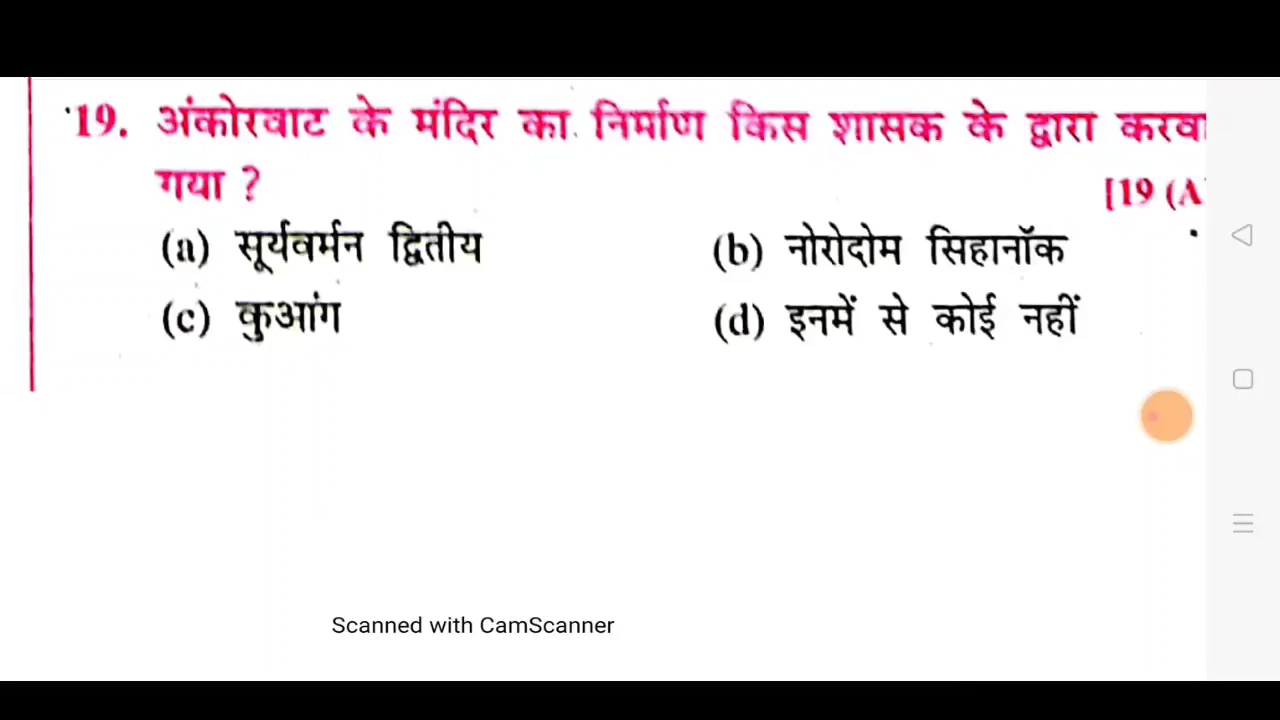 19. अंकोरवाट के मंदिर का निर्माण किस शासक के द्वारा करवा
गया ? [19 (A
(a) सूर्यवर्मन द्वितीय (b) नोरोदोम सिहानॉक
(c) कुआंग (d) इनमें से कोई नहीं
Scanned with CamScanner